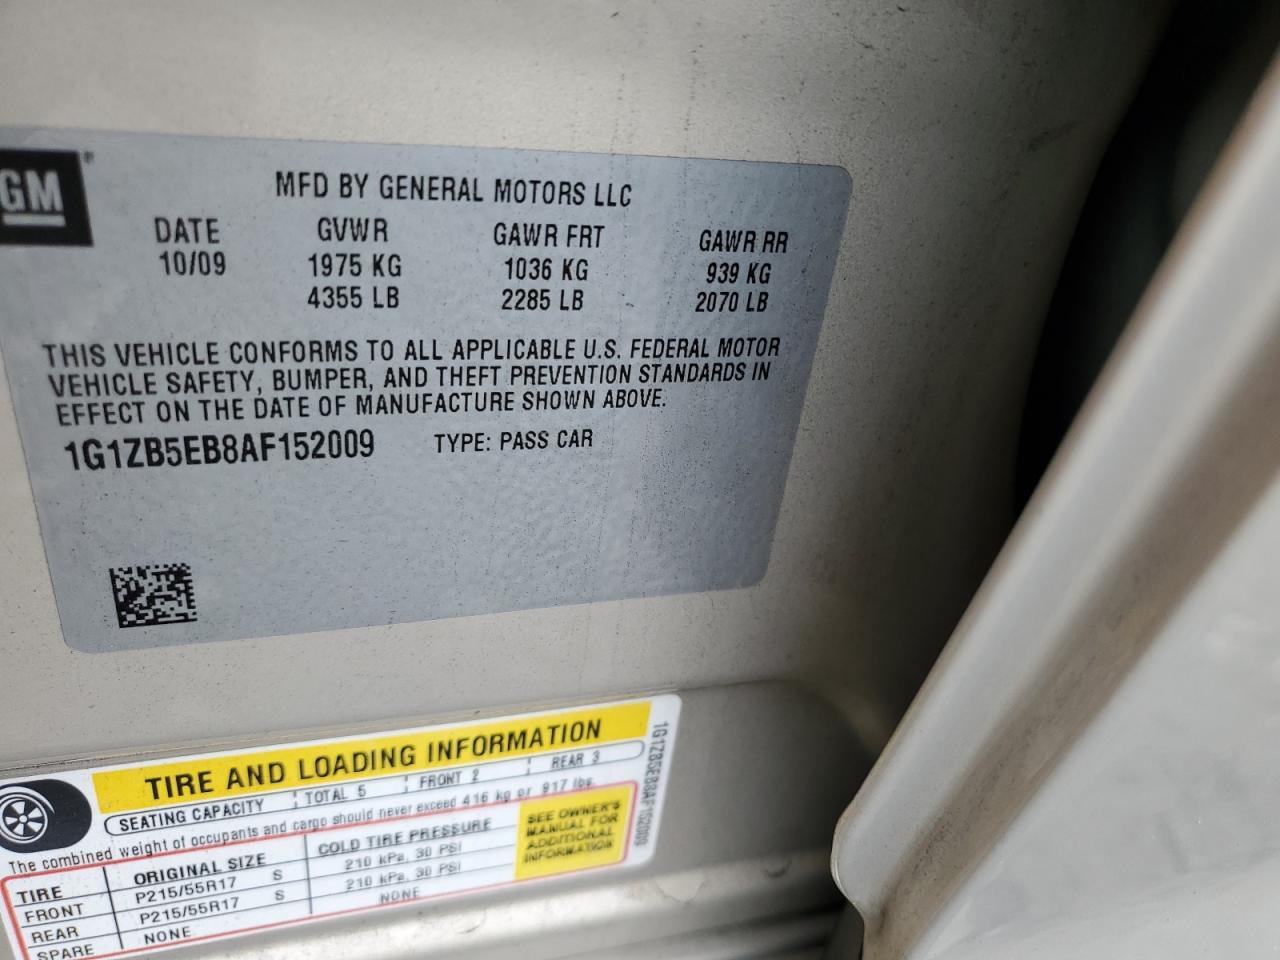 GM
MFD BY GENERAL MOTORS LLC
DATE GVWR GAWR FRT GAWR RR
10/09 1975 KG 1036 KG 939 KG
4355 LB 2285 LB 2070 LB
THIS VEHICLE CONFORMS TO ALL APPLICABLE U.S. FEDERAL MOTOR
VEHICLE SAFETY, BUMPER, AND THEFT PREVENTION STANDARDS IN
EFFECT ON THE DATE OF MANUFACTURE SHOWN ABOVE.
1G1ZB5EB8AF152009 TYPE: PASS CAR
TIRE AND LOADING INFORMATION
SEATING CAPACITY TOTAL 5 FRONT 2 REAR 3
The combined weight of occupants and cargo should never exceed 416 kg or 917 lbs.
TIRE ORIGINAL SIZE COLD TIRE PRESSURE
FRONT P215/55R17 S 210 kPa, 30 PSI
REAR P215/55R17 S 210 kPa, 30 PSI
SPARE NONE NONE
SEE OWNER'S
MANUAL FOR
ADDITIONAL
INFORMATION
1G1ZB5EB8AF152009